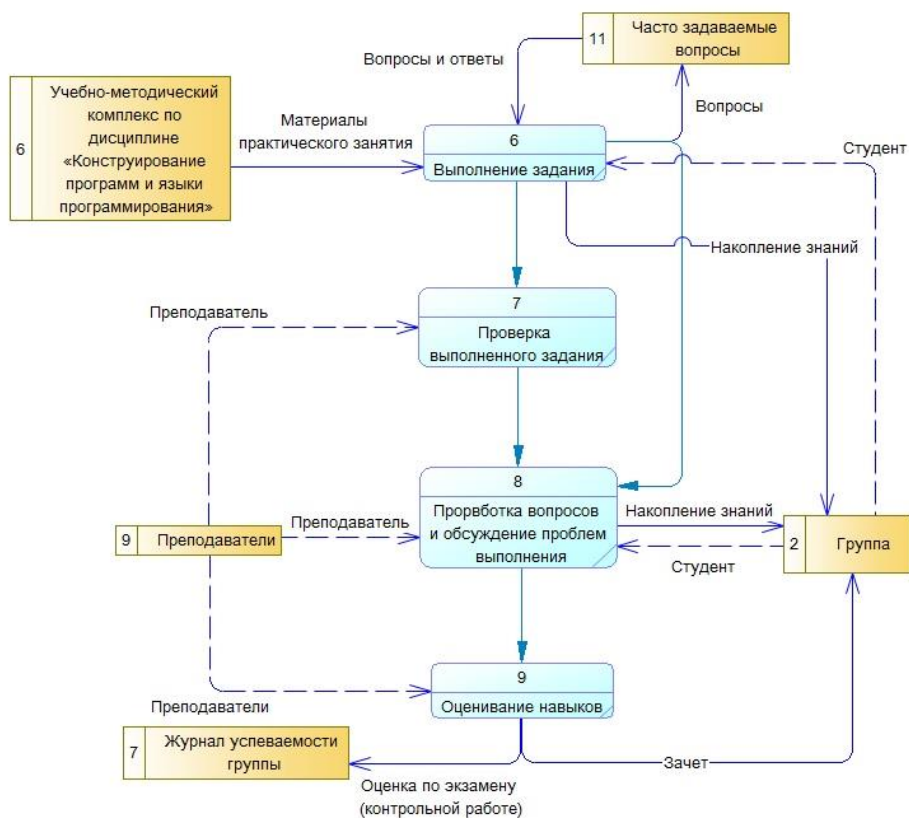 11
Часто задаваемые
вопросы
Вопросы и ответы
Вопросы
6
Учебно-методический
комплекс по
дисциплине
«Конструирование
программ и языки
программирования»
Материалы
практического занятия
6
Выполнение задания
Студент
Накопление знаний
7
Проверка
выполненного задания
Преподаватель
8
Прорвботка вопросов
и обсуждение проблем
выполнения
9
Преподаватели
Преподаватель
Накопление знаний
Студент
2
Группа
9
Оценивание навыков
Преподаватели
7
Журнал успеваемости
группы
Оценка по экзамену
(контрольной работе)
Зачет